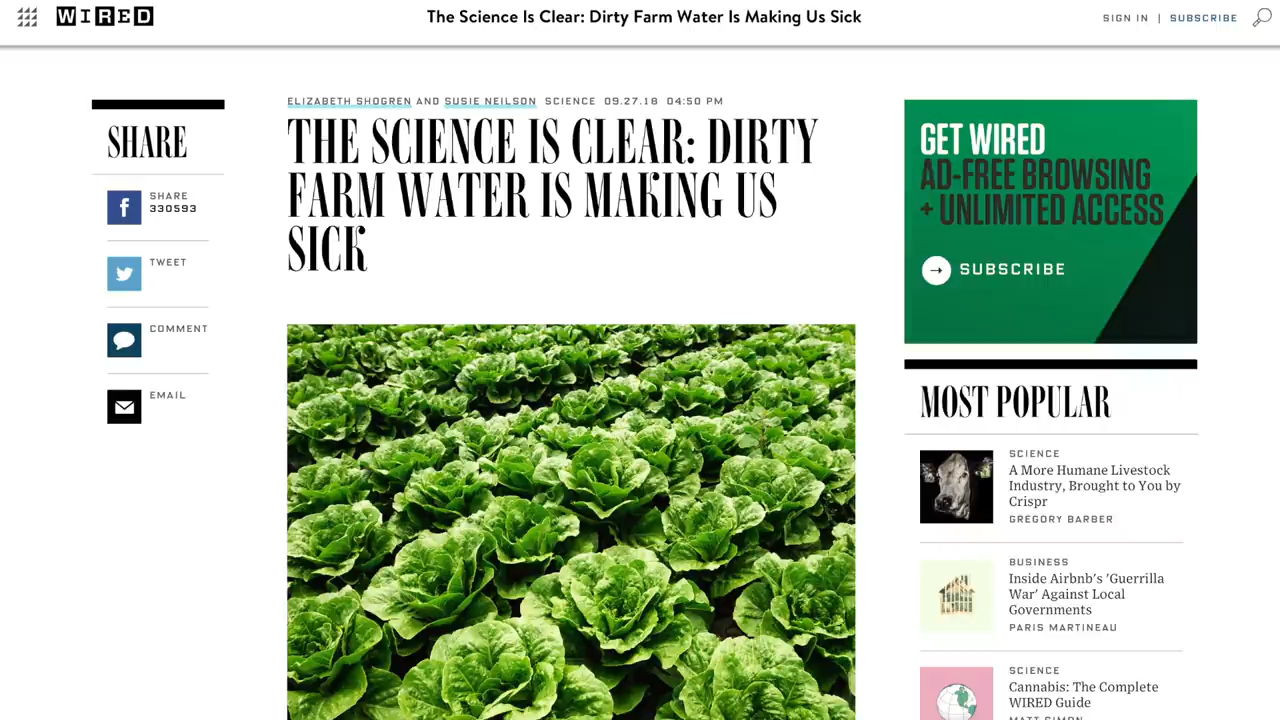 WIRED
The Science Is Clear: Dirty Farm Water Is Making Us Sick
SIGN IN | SUBSCRIBE
SHARE
SHARE
330593
TWEET
COMMENT
EMAIL
ELIZABETH SHOGREN AND SUSIE NEILSON SCIENCE 09.27.18 04:50 PM
THE SCIENCE IS CLEAR: DIRTY
FARM WATER IS MAKING US
SICK
GET WIRED
AD-FREE BROWSING
+ UNLIMITED ACCESS
SUBSCRIBE
MOST POPULAR
SCIENCE
A More Humane Livestock
Industry, Brought to You by
Crispr
GREGORY BARBER
BUSINESS
Inside Airbnb's 'Guerrilla
War' Against Local
Governments
PARIS MARTINEAU
SCIENCE
Cannabis: The Complete
WIRED Guide
MATT SIMON